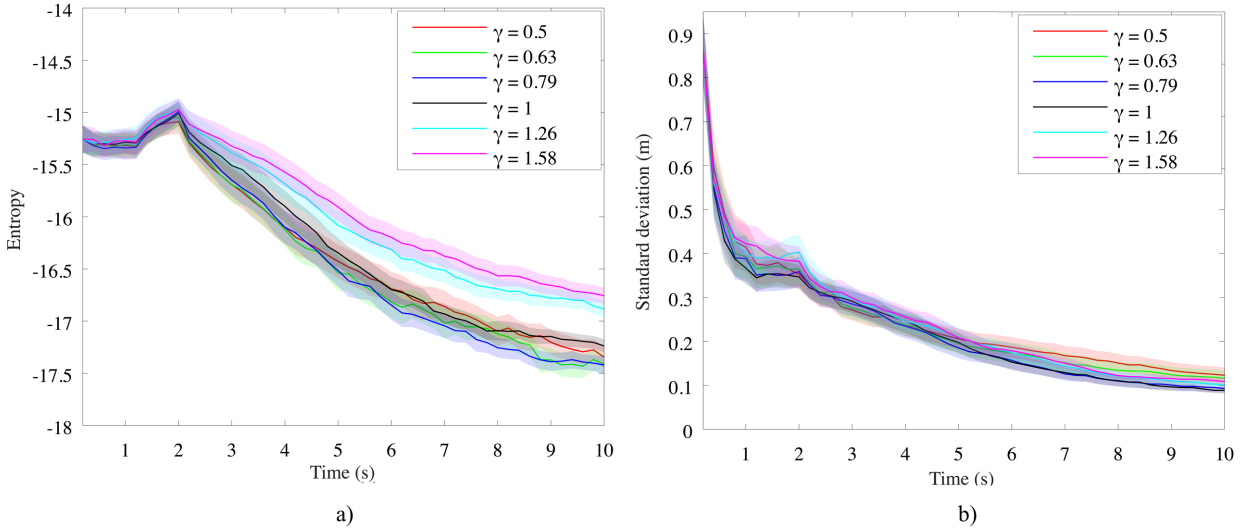 -14
-14.5
-15
-15.5
-16
-16.5
-17
-17.5
-18
Entropy
1 2 3 4 5 6 7 8 9 10
Time (s)
γ = 0.5
γ = 0.63
γ = 0.79
γ = 1
γ = 1.26
γ = 1.58
a)
0.9
0.8
0.7
0.6
0.5
0.4
0.3
0.2
0.1
0
Standard deviation (m)
1 2 3 4 5 6 7 8 9 10
Time (s)
γ = 0.5
γ = 0.63
γ = 0.79
γ = 1
γ = 1.26
γ = 1.58
b)